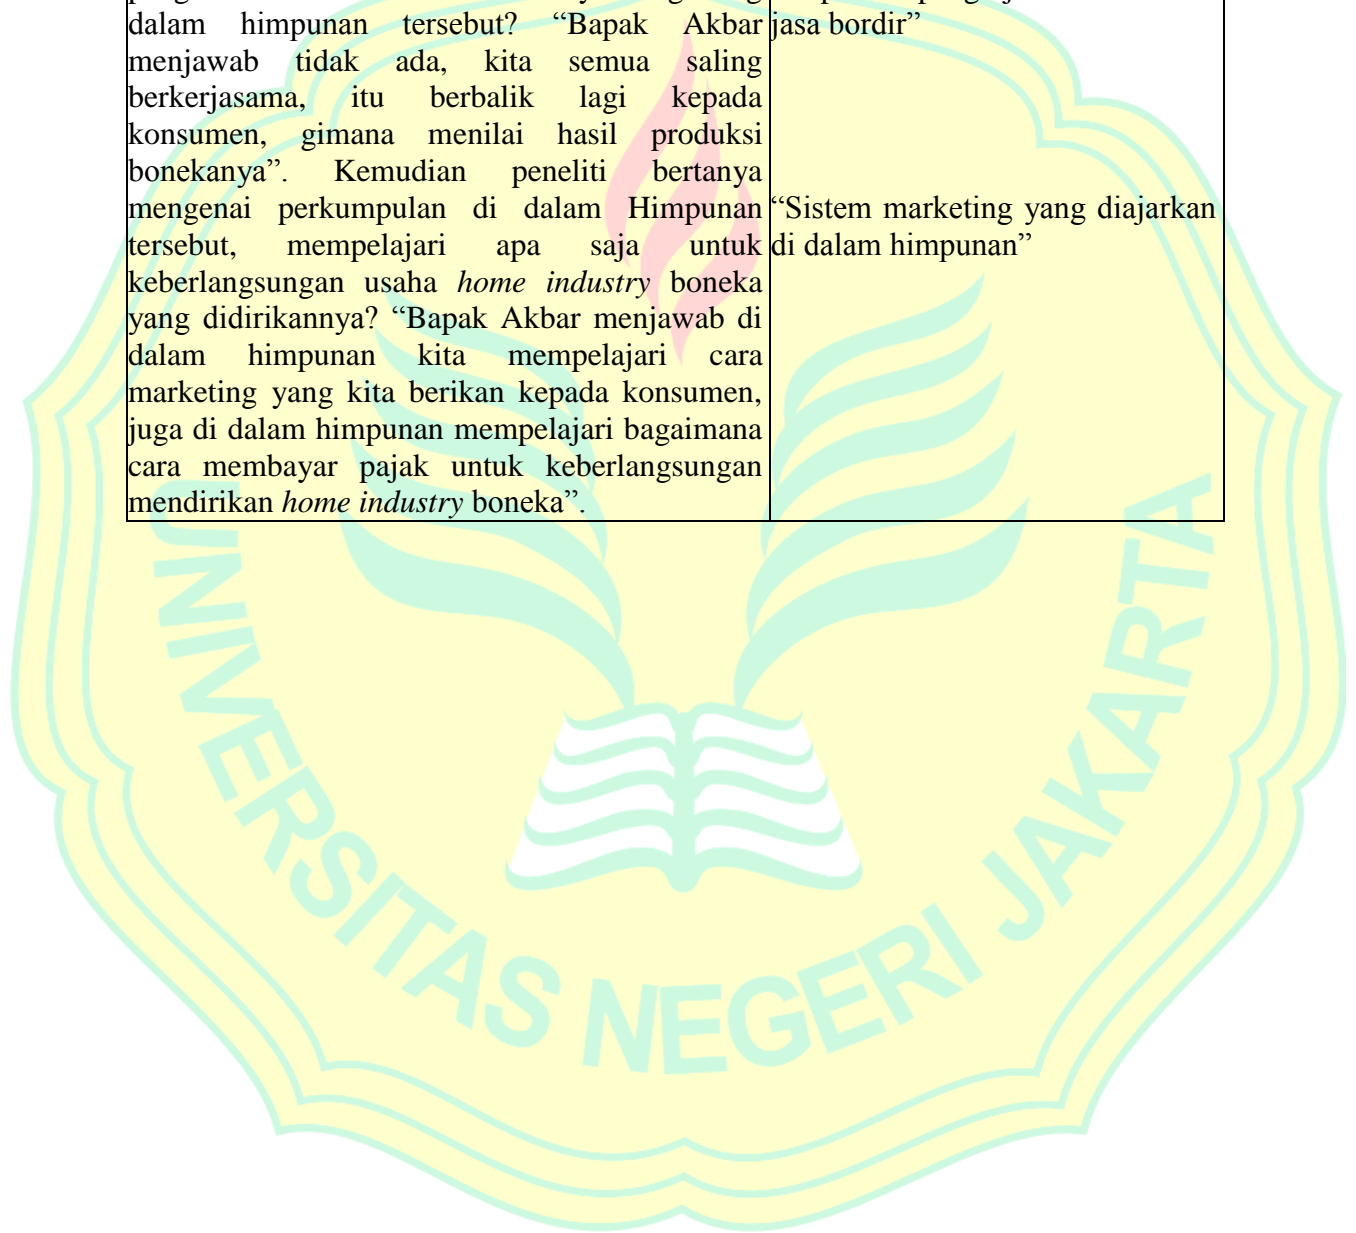 dalam himpunan tersebut? “Bapak Akbar
menjawab tidak ada, kita semua saling
berkerjasama, itu berbalik lagi kepada
konsumen, gimana menilai hasil produksi
bonekanya”. Kemudian peneliti bertanya
mengenai perkumpulan di dalam Himpunan
tersebut, mempelajari apa saja untuk
keberlangsungan usaha home industry boneka
yang didirikannya? “Bapak Akbar menjawab di
dalam himpunan kita mempelajari cara
marketing yang kita berikan kepada konsumen,
juga di dalam himpunan mempelajari bagaimana
cara membayar pajak untuk keberlangsungan
mendirikan home industry boneka”.
jasa bordir”
“Sistem marketing yang diajarkan
di dalam himpunan”
UNIVERSITAS NEGERI JAKARTA